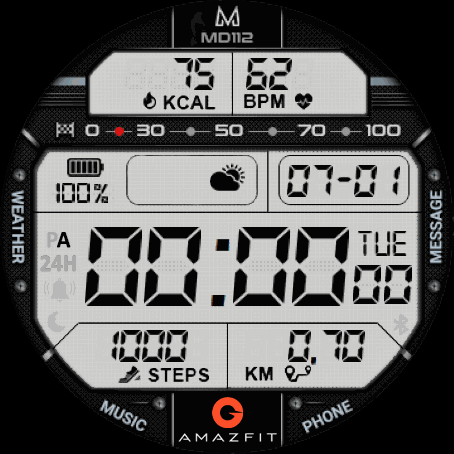 MD112
75 62
KCAL BPM
0 30 50 70 100
100% 07-01
PA 00:00 TUE
24H 00
WEATHER
MESSAGE
1000 0.70
STEPS KM
MUSIC PHONE
AMAZFIT